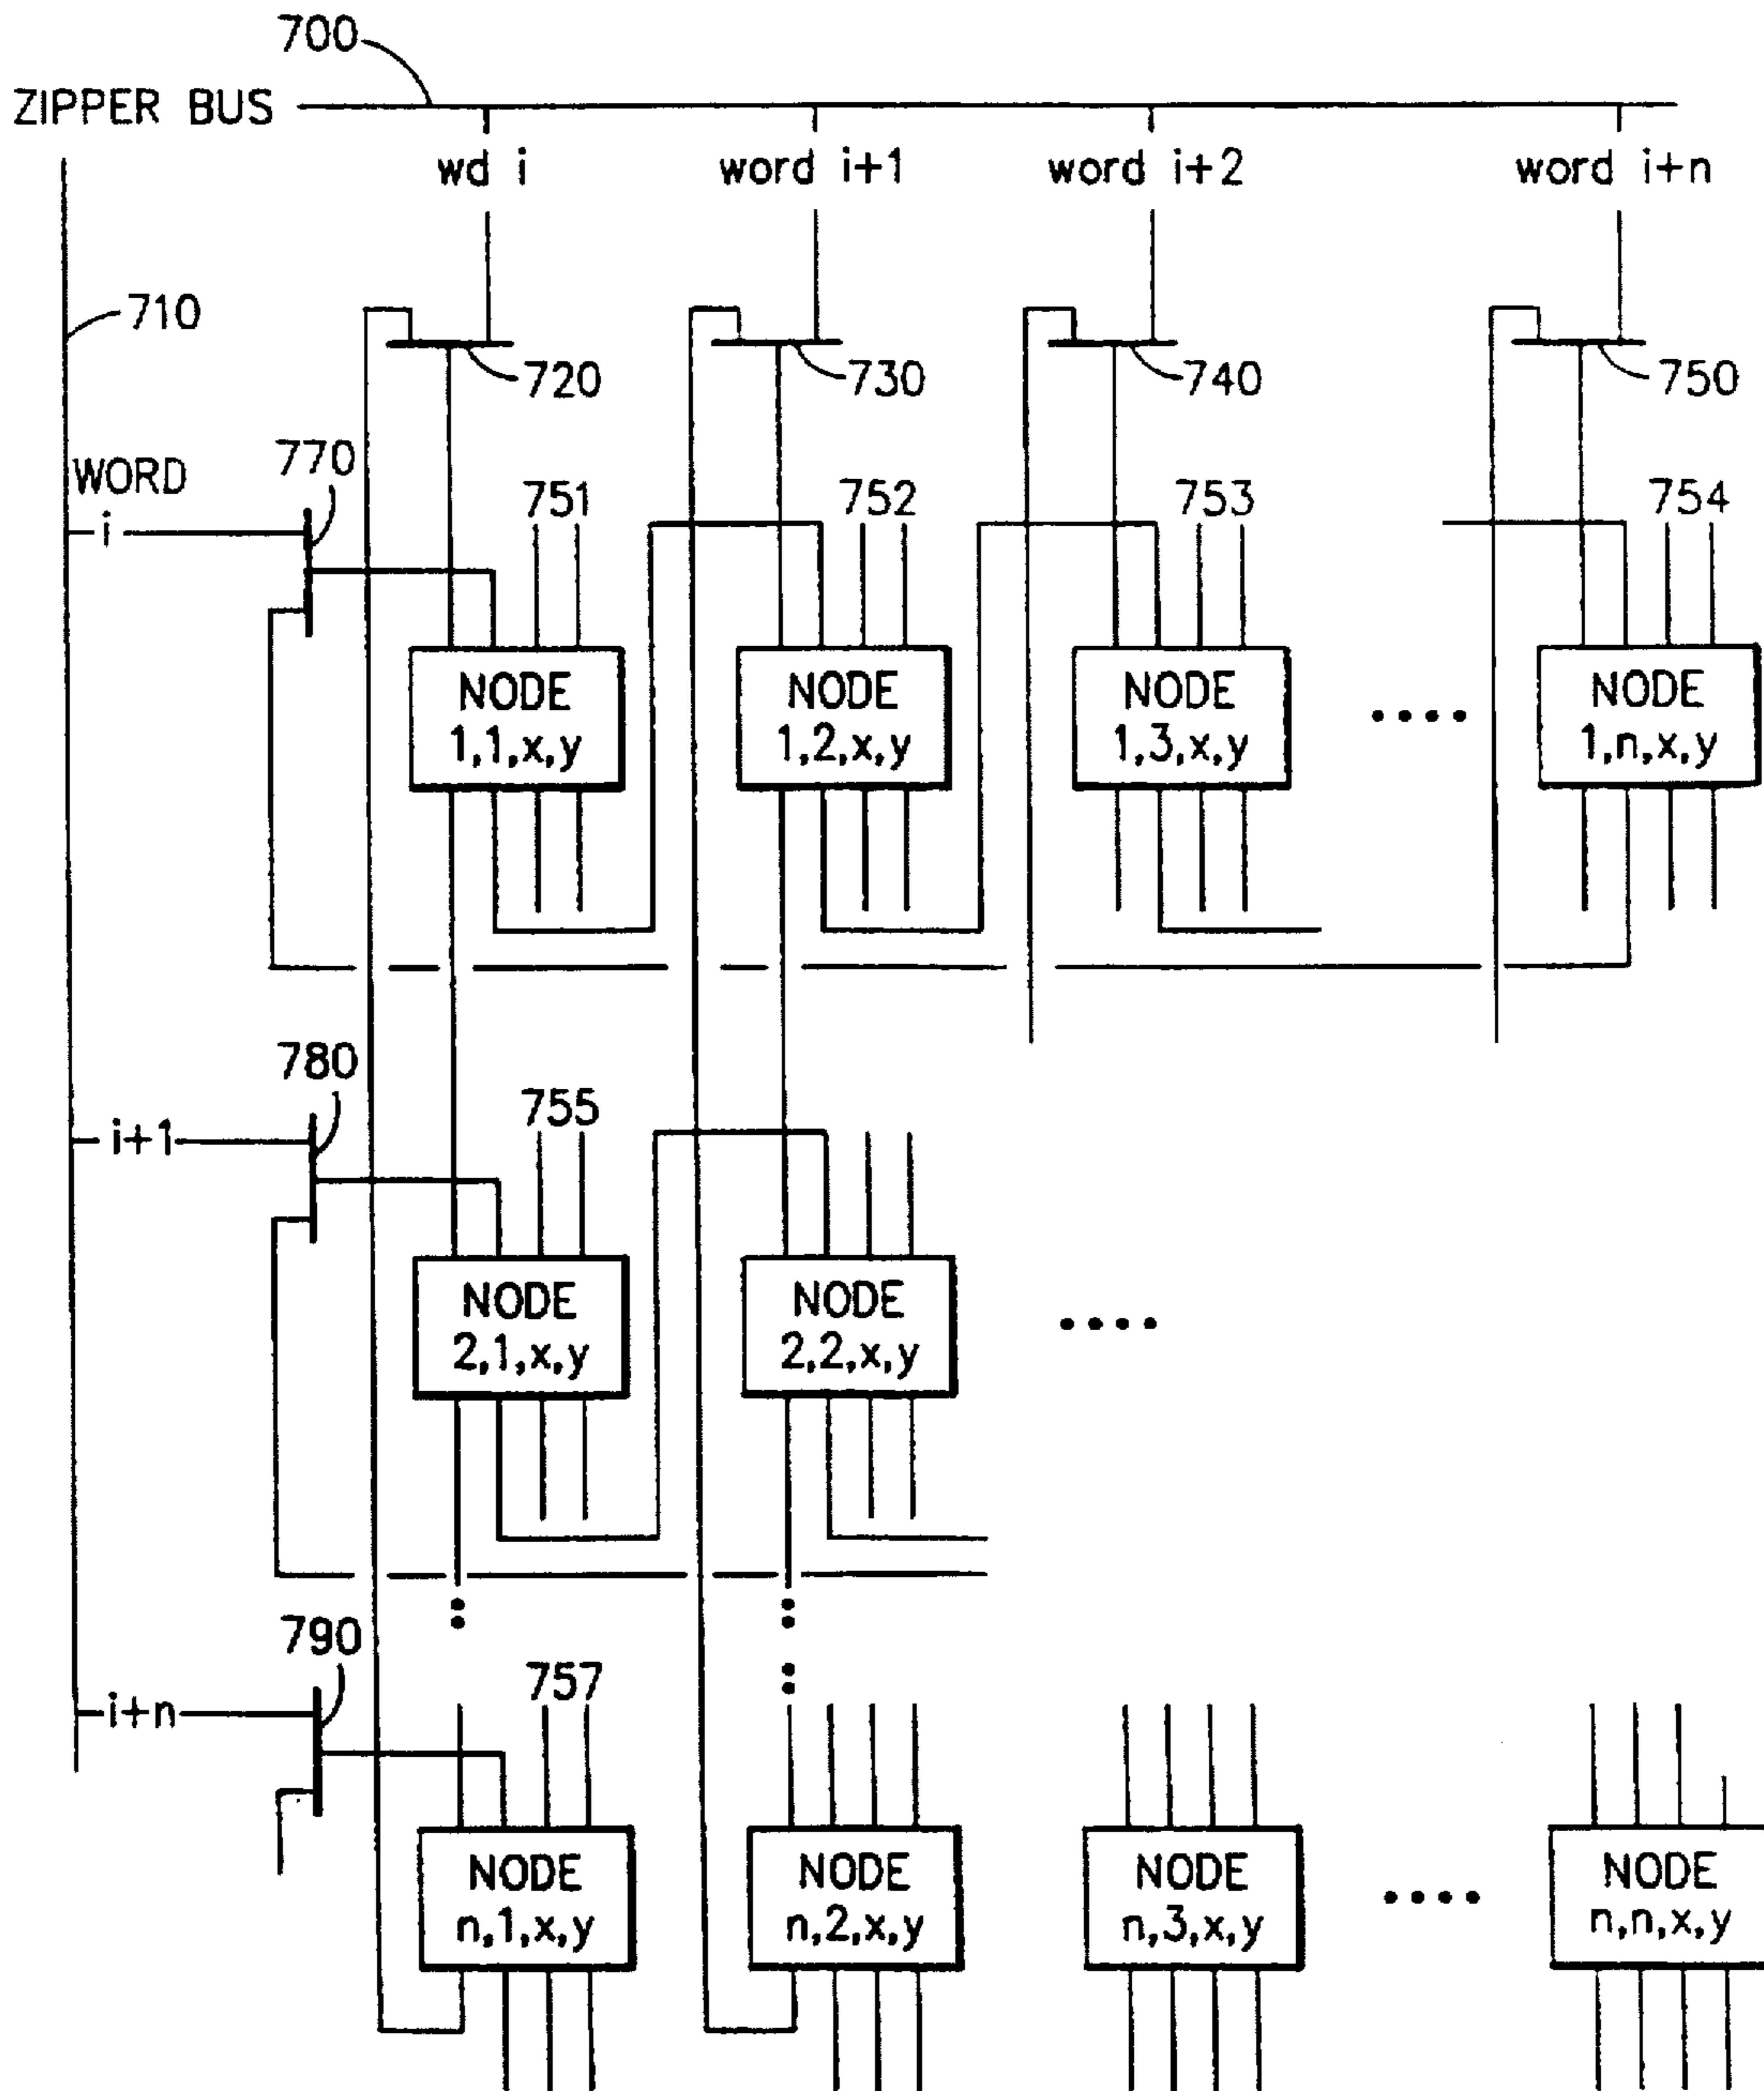 700
ZIPPER BUS
wd i
word i+1
word i+2
word i+n
710
720
730
740
750
WORD
770
i
751
752
753
754
NODE
1,1,x,y
NODE
1,2,x,y
NODE
1,3,x,y
....
NODE
1,n,x,y
780
i+1
755
NODE
2,1,x,y
NODE
2,2,x,y
....
790
i+n
757
NODE
n,1,x,y
NODE
n,2,x,y
NODE
n,3,x,y
....
NODE
n,n,x,y